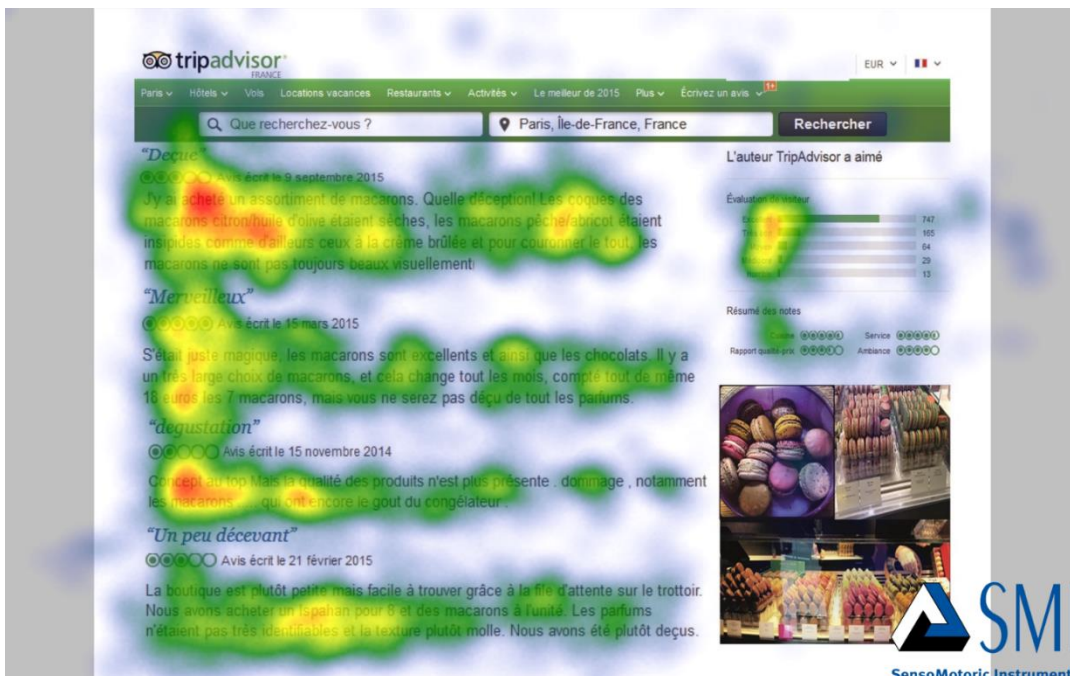 tripadvisor
FRANCE
EUR
Paris Hôtels Vols Locations vacances Restaurants Activités Le meilleur de 2015 Plus Écrivez un avis 1+
Que recherchez-vous ? Paris, Île-de-France, France Rechercher
“Deçue”
Avis écrit le 9 septembre 2015
J'y ai acheté un assortiment de macarons. Quelle déception! Les coques des
macarons citron/huile d'olive étaient sèches, les macarons pêche/abricot étaient
insipides comme d'ailleurs ceux à la crème brûlée et pour couronner le tout, les
macarons ne sont pas toujours beaux visuellement
“Merveilleux”
Avis écrit le 15 mars 2015
S'était juste magique, les macarons sont excellents et ainsi que les chocolats. Il y a
un très large choix de macarons, et cela change tout les mois, compté tout de même
18 euros les 7 macarons, mais vous ne serez pas déçu de tout les parfums.
“degustation”
Avis écrit le 15 novembre 2014
Concept au top Mais la qualité des produits n'est plus présente . dommage , notamment
les macarons . . . qui ont encore le gout du congélateur .
“Un peu décevant”
Avis écrit le 21 février 2015
La boutique est plutôt petite mais facile à trouver grâce à la file d'attente sur le trottoir.
Nous avons acheter un Ispahan pour 8 et des macarons à l'unité. Les parfums
n'étaient pas très identifiables et la texture plutôt molle. Nous avons été plutôt deçus.
L'auteur TripAdvisor a aimé
Évaluation de visiteur
747
165
64
29
13
Résumé des notes
Cuisine Service
Rapport qualité-prix Ambiance
SM
SensoMotoric Instrument